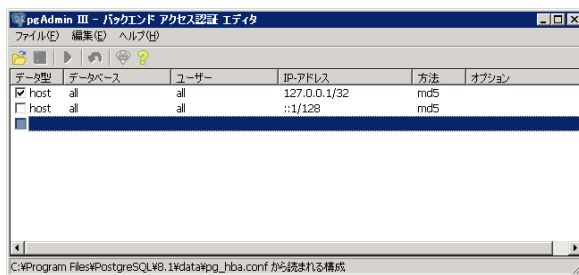 pgAdmin III - バックエンド アクセス認証 エディタ
ファイル(F) 編集(E) ヘルプ(H)
データ型 データベース ユーザー IP-アドレス 方法 オプション
host all all 127.0.0.1/32 md5
host all all ::1/128 md5
C:¥Program Files¥PostgreSQL¥8.1¥data¥pg_hba.conf から読まれる構成